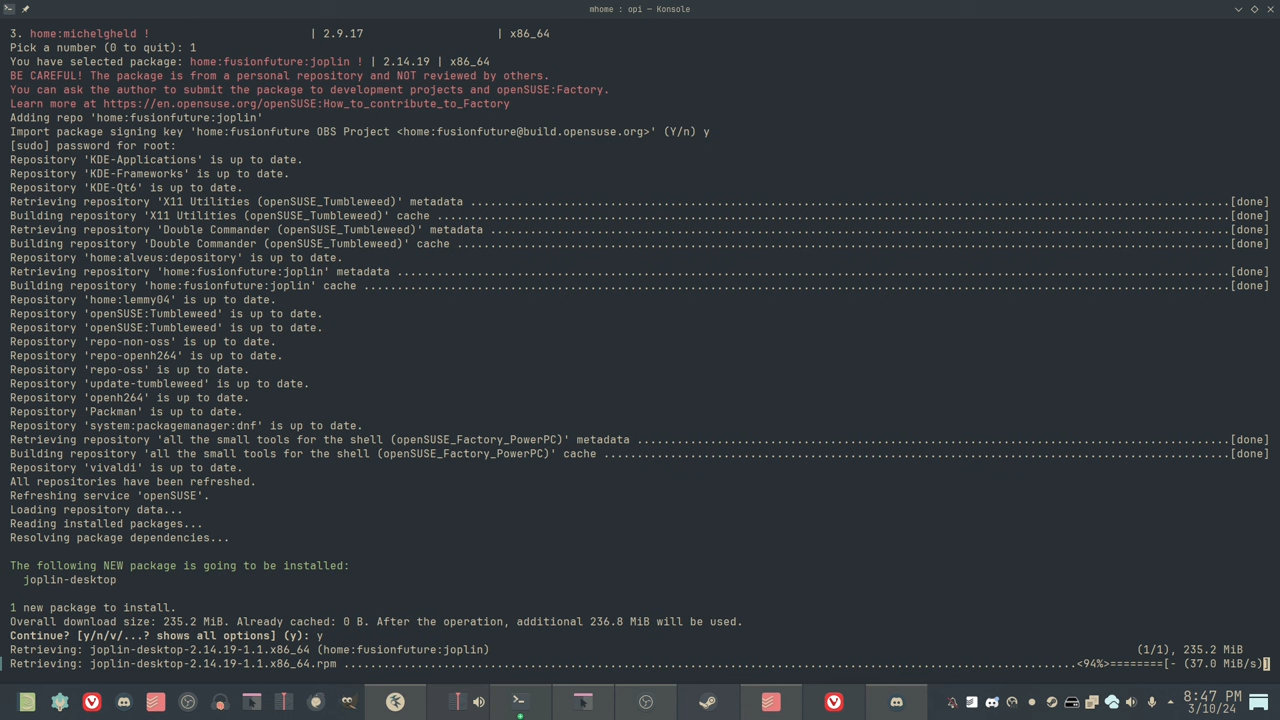 mhome : opi — Konsole
3. home:michelgheld ! | 2.9.17 | x86_64
Pick a number (0 to quit): 1
You have selected package: home:fusionfuture:joplin ! | 2.14.19 | x86_64
BE CAREFUL! The package is from a personal repository and NOT reviewed by others.
You can ask the author to submit the package to development projects and openSUSE:Factory.
Learn more at https://en.opensuse.org/openSUSE:How_to_contribute_to_Factory
Adding repo 'home:fusionfuture:joplin'
Import package signing key 'home:fusionfuture OBS Project <home:fusionfuture@build.opensuse.org>' (Y/n) y
[sudo] password for root:
Repository 'KDE-Applications' is up to date.
Repository 'KDE-Frameworks' is up to date.
Repository 'KDE-Qt6' is up to date.
Retrieving repository 'X11 Utilities (openSUSE_Tumbleweed)' metadata ..................................................................................................................[done]
Building repository 'X11 Utilities (openSUSE_Tumbleweed)' cache .......................................................................................................................[done]
Retrieving repository 'Double Commander (openSUSE_Tumbleweed)' metadata ...............................................................................................................[done]
Building repository 'Double Commander (openSUSE_Tumbleweed)' cache ....................................................................................................................[done]
Repository 'home:alveus:depository' is up to date.
Retrieving repository 'home:fusionfuture:joplin' metadata .............................................................................................................................[done]
Building repository 'home:fusionfuture:joplin' cache ..................................................................................................................................[done]
Repository 'home:lemmy04' is up to date.
Repository 'openSUSE:Tumbleweed' is up to date.
Repository 'openSUSE:Tumbleweed' is up to date.
Repository 'repo-non-oss' is up to date.
Repository 'repo-openh264' is up to date.
Repository 'repo-oss' is up to date.
Repository 'update-tumbleweed' is up to date.
Repository 'openh264' is up to date.
Repository 'Packman' is up to date.
Repository 'system:packagemanager:dnf' is up to date.
Retrieving repository 'all the small tools for the shell (openSUSE_Factory_PowerPC)' metadata .........................................................................................[done]
Building repository 'all the small tools for the shell (openSUSE_Factory_PowerPC)' cache ..............................................................................................[done]
Repository 'vivaldi' is up to date.
All repositories have been refreshed.
Refreshing service 'openSUSE'.
Loading repository data...
Reading installed packages...
Resolving package dependencies...
The following NEW package is going to be installed:
joplin-desktop
1 new package to install.
Overall download size: 235.2 MiB. Already cached: 0 B. After the operation, additional 236.8 MiB will be used.
Continue? [y/n/v/...? shows all options] (y): y
Retrieving: joplin-desktop-2.14.19-1.1.x86_64 (home:fusionfuture:joplin) (1/1), 235.2 MiB
Retrieving: joplin-desktop-2.14.19-1.1.x86_64.rpm ..............................................................................................................<94%>========[- (37.0 MiB/s)]
8:47 PM
3/10/24